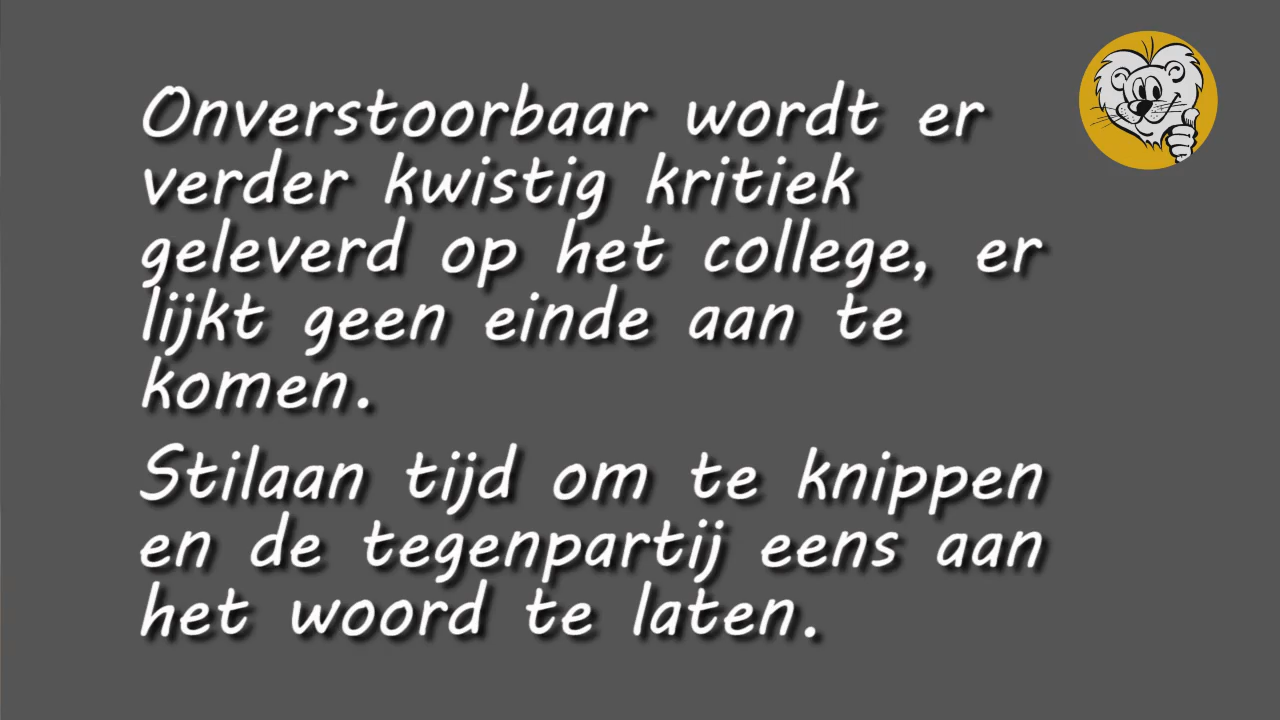 Onverstoorbaar wordt er
verder kwistig kritiek
geleverd op het college, er
lijkt geen einde aan te
komen.
Stilaan tijd om te knippen
en de tegenpartij eens aan
het woord te laten.